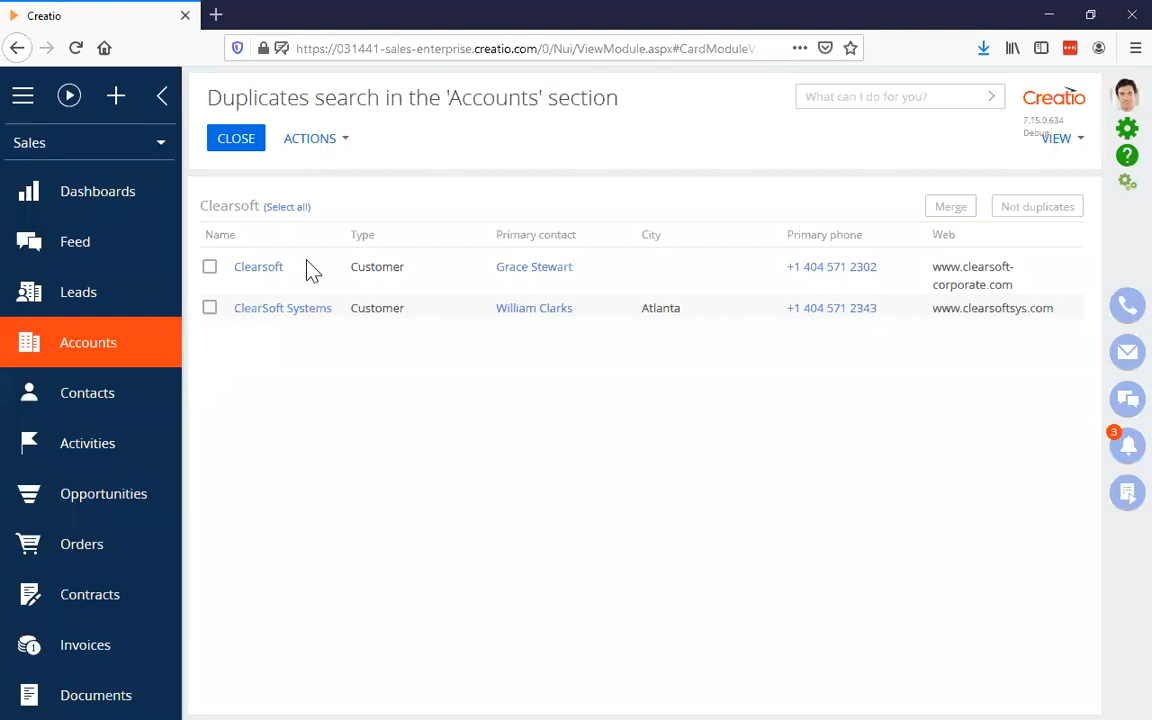 Creatio
https://031441-sales-enterprise.creatio.com/0/Nui/ViewModule.aspx#CardModuleV
Duplicates search in the 'Accounts' section
What can I do for you?
Creatio
7.15.0.634
Debug
CLOSE
ACTIONS
VIEW
Sales
Dashboards
Feed
Leads
Accounts
Contacts
Activities
Opportunities
Orders
Contracts
Invoices
Documents
Clearsoft (Select all)
Merge
Not duplicates
Name Type Primary contact City Primary phone Web
Clearsoft Customer Grace Stewart +1 404 571 2302 www.clearsoft-
corporate.com
ClearSoft Systems Customer William Clarks Atlanta +1 404 571 2343 www.clearsoftsys.com
3